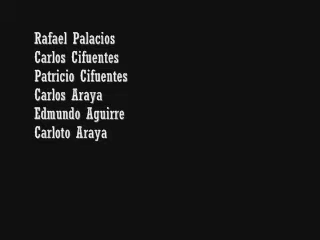 Rafael Palacios
Carlos Cifuentes
Patricio Cifuentes
Carlos Araya
Edmundo Aguirre
Carloto Araya